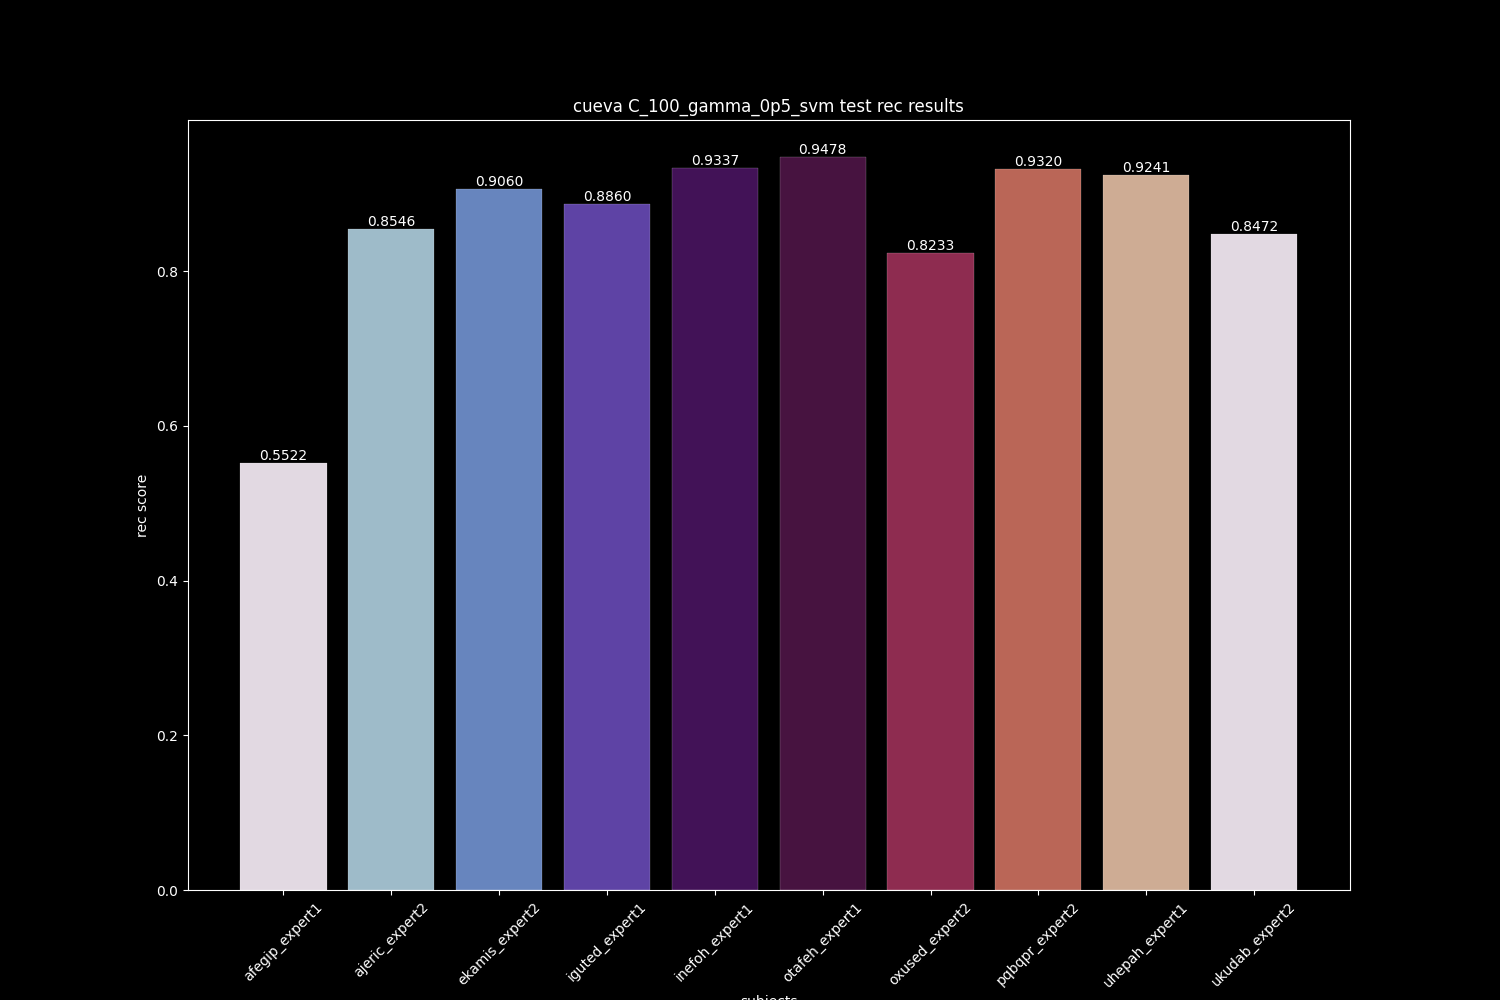 cueva C_100_gamma_0p5_svm test rec results
0.9478
0.9337
0.9320
0.9241
0.9060
0.8860
0.8546
0.8472
0.8233
0.5522
0.8
0.6
0.4
0.2
0.0
rec score
afegip_expert1
ajeric_expert2
ekamis_expert2
iguted_expert1
inefoh_expert1
otafeh_expert1
oxused_expert2
pqbqpr_expert2
uhepah_expert1
ukudab_expert2
subjects